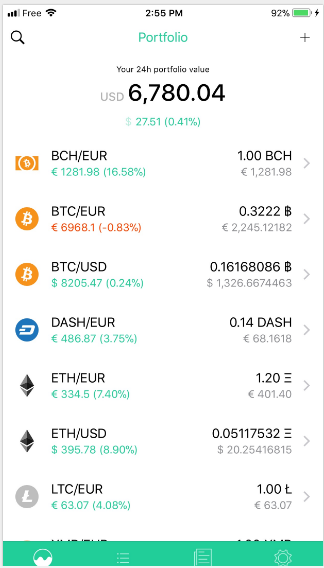 Free 2:55 PM 92%
Portfolio
Your 24h portfolio value
USD 6,780.04
$ 27.51 (0.41%)
BCH/EUR 1.00 BCH
€ 1281.98 (16.58%) € 1,281.98
BTC/EUR 0.3222 ฿
€ 6968.1 (-0.83%) € 2,245.12182
BTC/USD 0.16168086 ฿
$ 8205.47 (0.24%) $ 1,326.6674463
DASH/EUR 0.14 DASH
€ 486.87 (3.75%) € 68.1618
ETH/EUR 1.20 Ξ
€ 334.5 (7.40%) € 401.40
ETH/USD 0.05117532 Ξ
$ 395.78 (8.90%) $ 20.25416815
LTC/EUR 1.00 Ł
€ 63.07 (4.08%) € 63.07